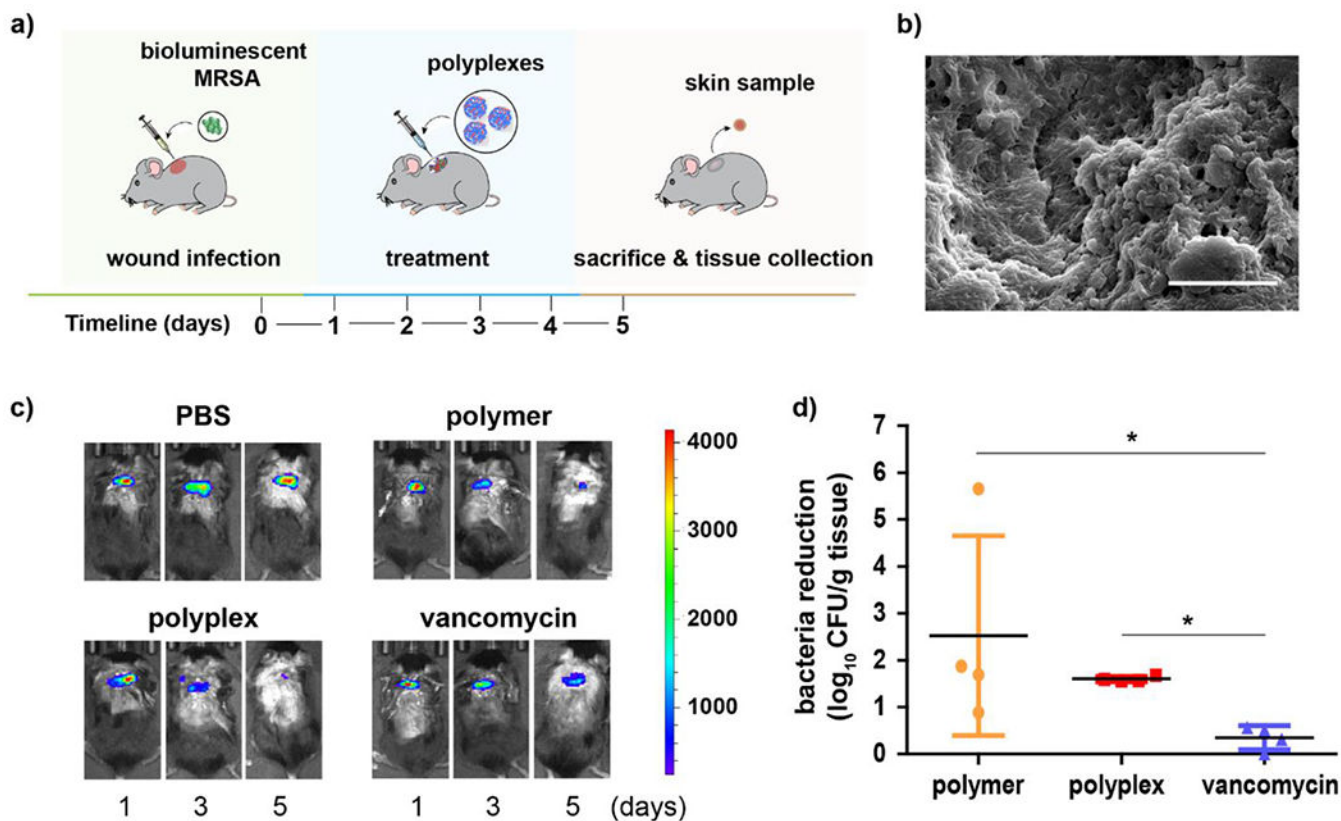 a)
bioluminescent
MRSA
polyplexes
skin sample
wound infection
treatment
sacrifice & tissue collection
Timeline (days) 0 1 2 3 4 5
b)
c)
PBS
polymer
polyplex
vancomycin
4000
3000
2000
1000
1 3 5 1 3 5 (days)
d)
bacteria reduction
(log₁₀ CFU/g tissue)
7
6
5
4
3
2
1
0
*
*
polymer polyplex vancomycin